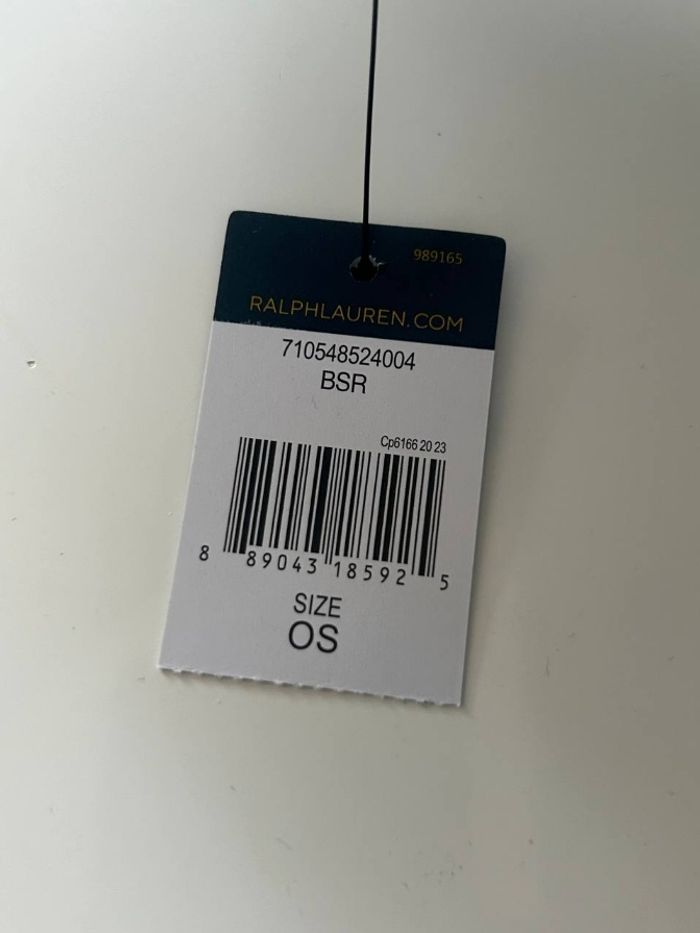 989165
RALPHLAUREN.COM
710548524004
BSR
Cp6166 20 23
8 89043 18592 5
SIZE
OS